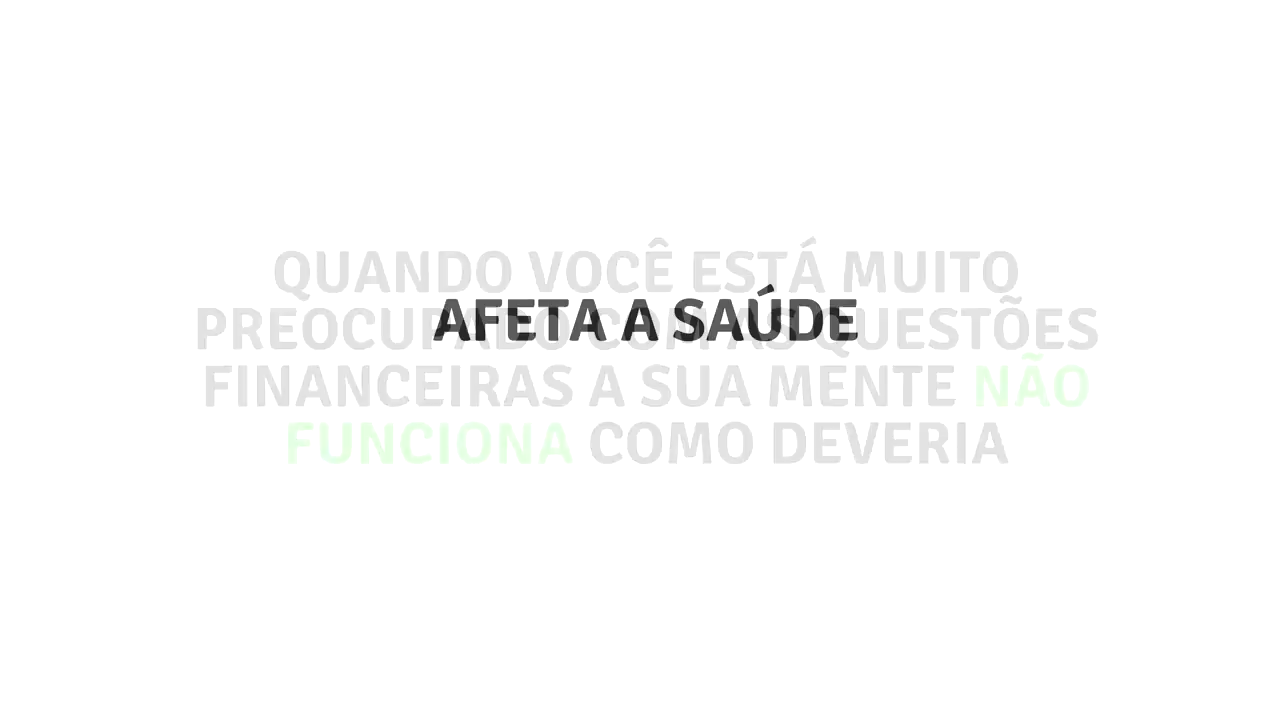 QUANDO VOCÊ ESTÁ MUITO
AFETA A SAÚDE
PREOCUPADO COM AS QUESTÕES
FINANCEIRAS A SUA MENTE NÃO
FUNCIONA COMO DEVERIA